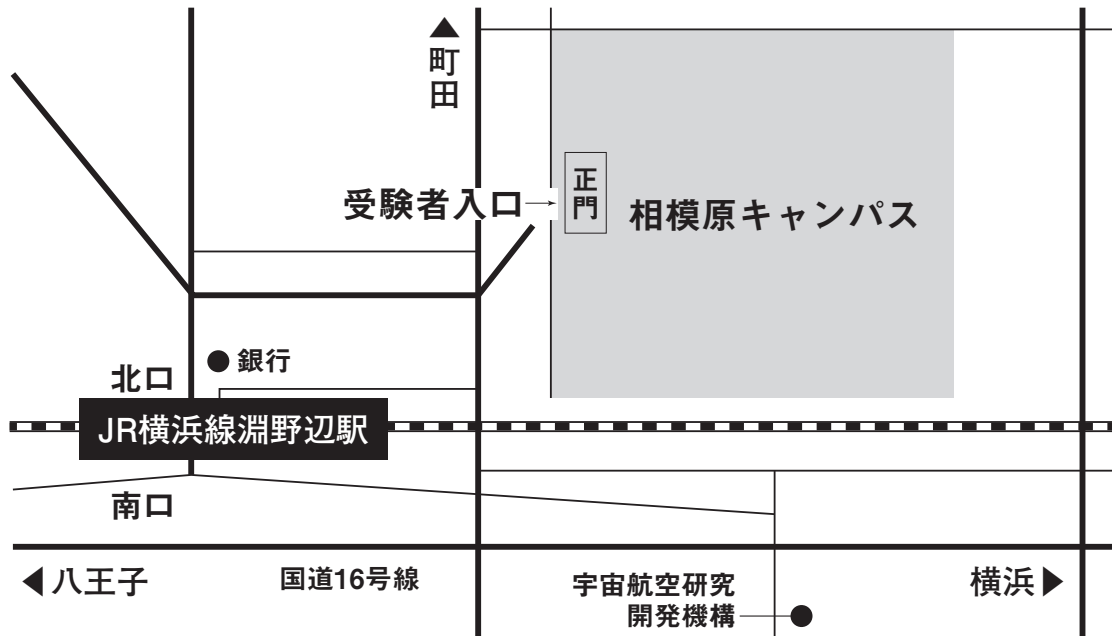 ▲町田
受験者入口→
正門
相模原キャンパス
●銀行
北口
JR横浜線淵野辺駅
南口
◀八王子
国道16号線
宇宙航空研究
開発機構
横浜▶